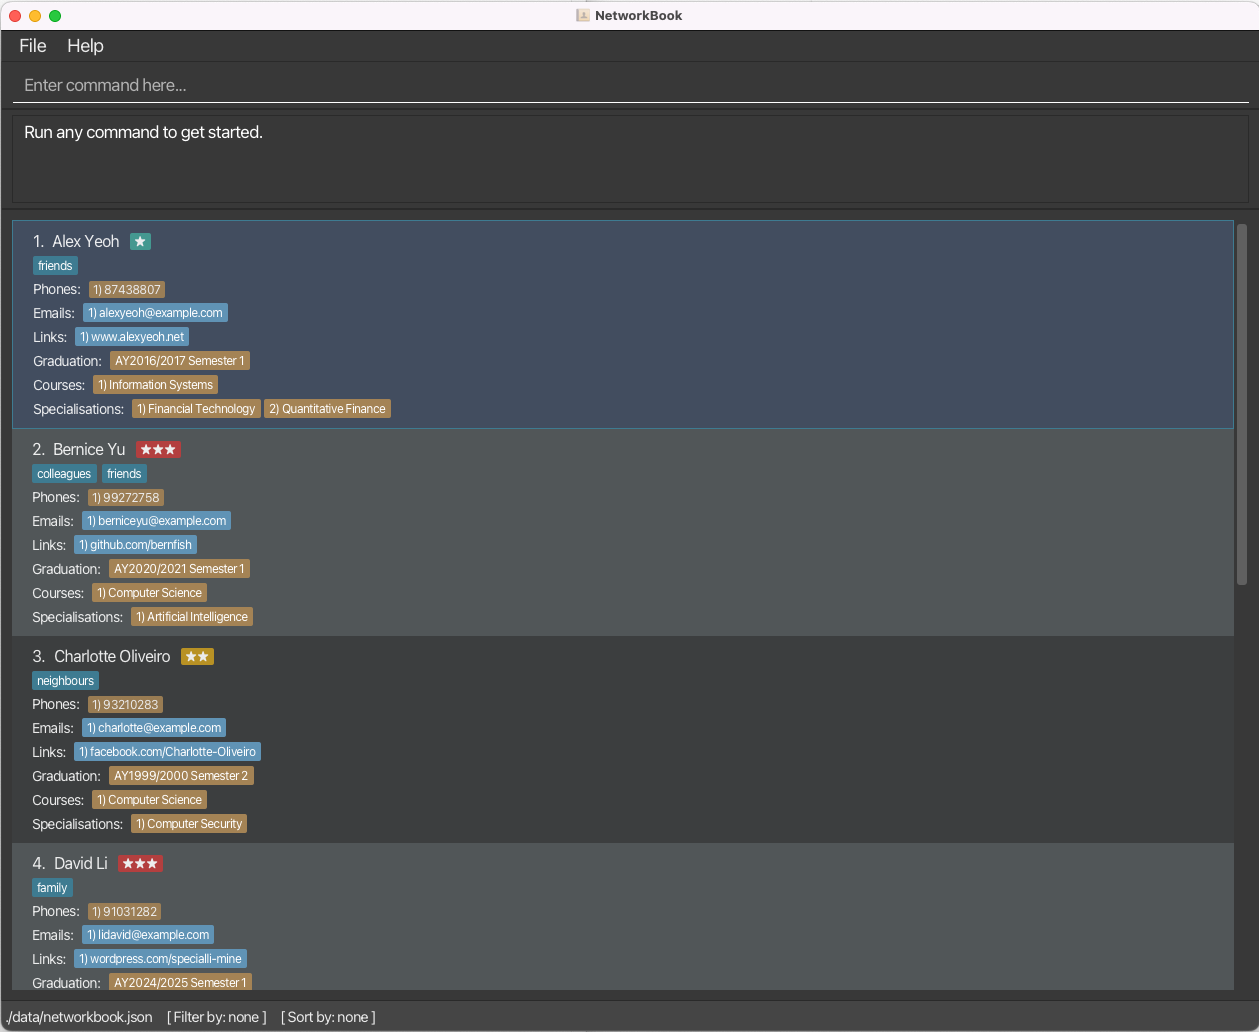 NetworkBook
File Help
Enter command here...
Run any command to get started.
1. Alex Yeoh
friends
Phones: 1) 87438807
Emails: 1) alexyeoh@example.com
Links: 1) www.alexyeoh.net
Graduation: AY2016/2017 Semester 1
Courses: 1) Information Systems
Specialisations: 1) Financial Technology 2) Quantitative Finance
2. Bernice Yu
colleagues friends
Phones: 1) 99272758
Emails: 1) berniceyu@example.com
Links: 1) github.com/bernfish
Graduation: AY2020/2021 Semester 1
Courses: 1) Computer Science
Specialisations: 1) Artificial Intelligence
3. Charlotte Oliveiro
neighbours
Phones: 1) 93210283
Emails: 1) charlotte@example.com
Links: 1) facebook.com/Charlotte-Oliveiro
Graduation: AY1999/2000 Semester 2
Courses: 1) Computer Science
Specialisations: 1) Computer Security
4. David Li
family
Phones: 1) 91031282
Emails: 1) lidavid@example.com
Links: 1) wordpress.com/specialli-mine
Graduation: AY2024/2025 Semester 1
./data/networkbook.json [ Filter by: none ] [ Sort by: none ]